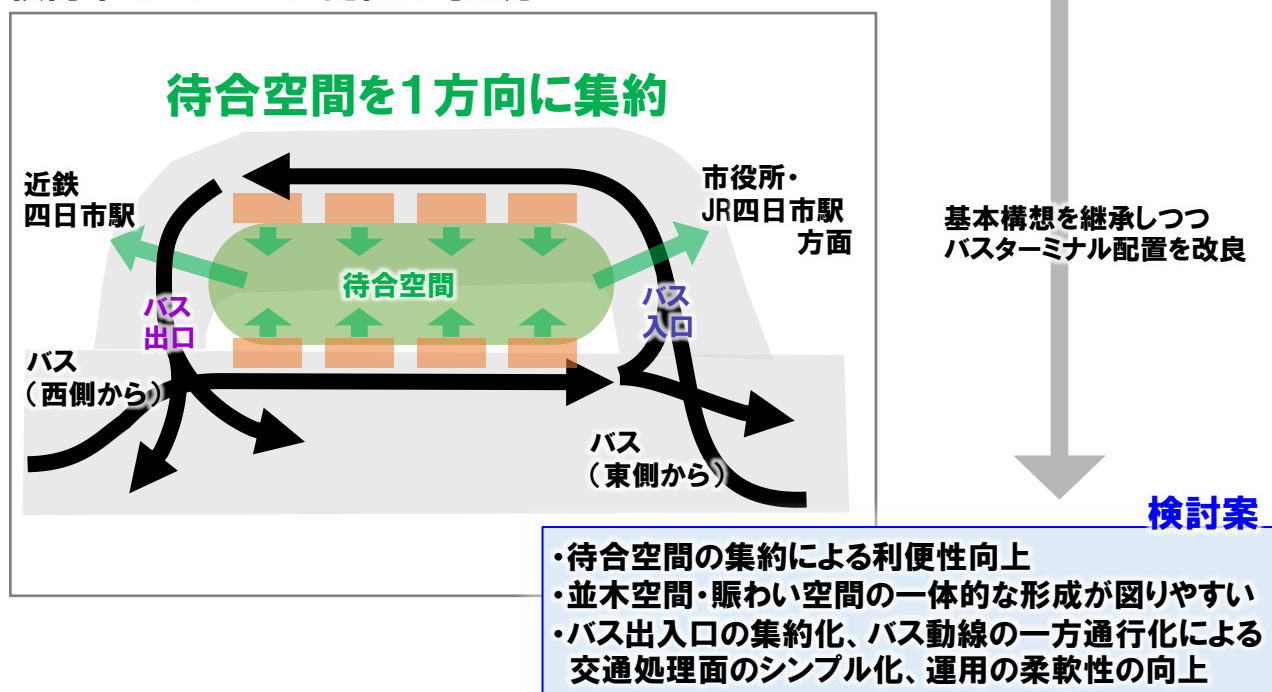 待合空間を1方向に集約
近鉄
四日市駅
市役所・
JR四日市駅
方面
待合空間
バス
出口
バス
入口
バス
（西側から）
バス
（東側から）
基本構想を継承しつつ
バスターミナル配置を改良
検討案
・待合空間の集約による利便性向上
・並木空間・賑わい空間の一体的な形成が図りやすい
・バス出入口の集約化、バス動線の一方通行化による
交通処理面のシンプル化、運用の柔軟性の向上